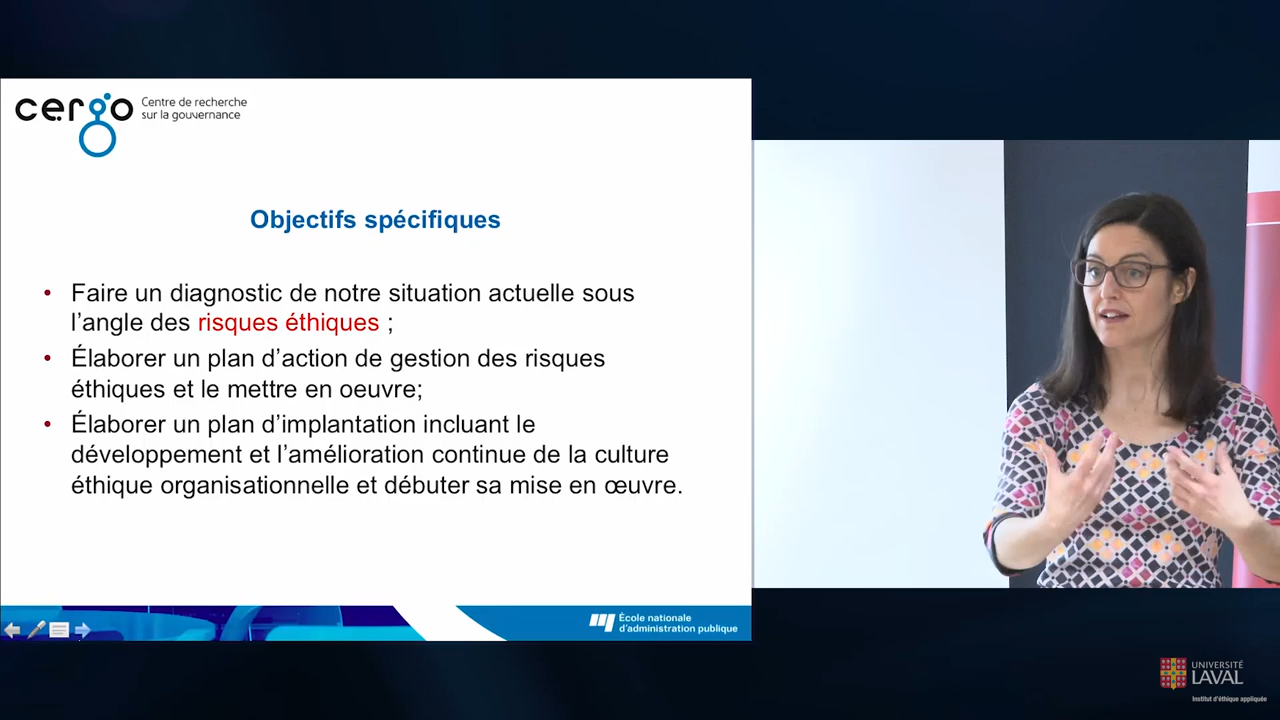 cergo
Centre de recherche
sur la gouvernance
Objectifs spécifiques
• Faire un diagnostic de notre situation actuelle sous
l’angle des risques éthiques ;
• Élaborer un plan d’action de gestion des risques
éthiques et le mettre en oeuvre;
• Élaborer un plan d’implantation incluant le
développement et l’amélioration continue de la culture
éthique organisationnelle et débuter sa mise en œuvre.
École nationale
d’administration publique
UNIVERSITÉ
LAVAL
Institut d’éthique appliquée